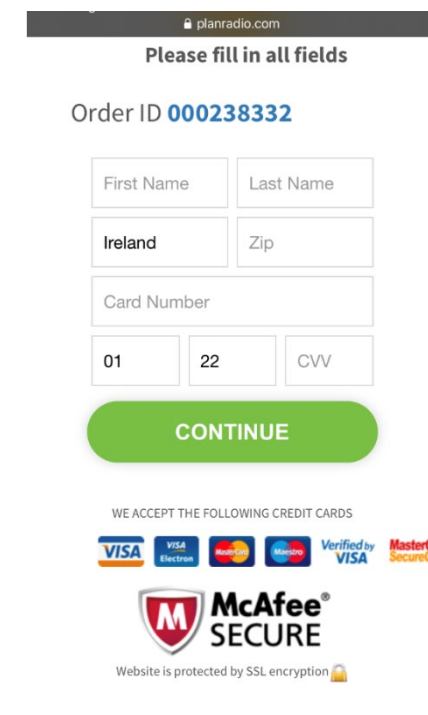 planradio.com
Please fill in all fields
Order ID 000238332
First Name Last Name
Ireland Zip
Card Number
01 22 CVV
CONTINUE
WE ACCEPT THE FOLLOWING CREDIT CARDS
VISA VISA Electron MasterCard Maestro Verified by VISA
McAfee®
SECURE
Website is protected by SSL encryption